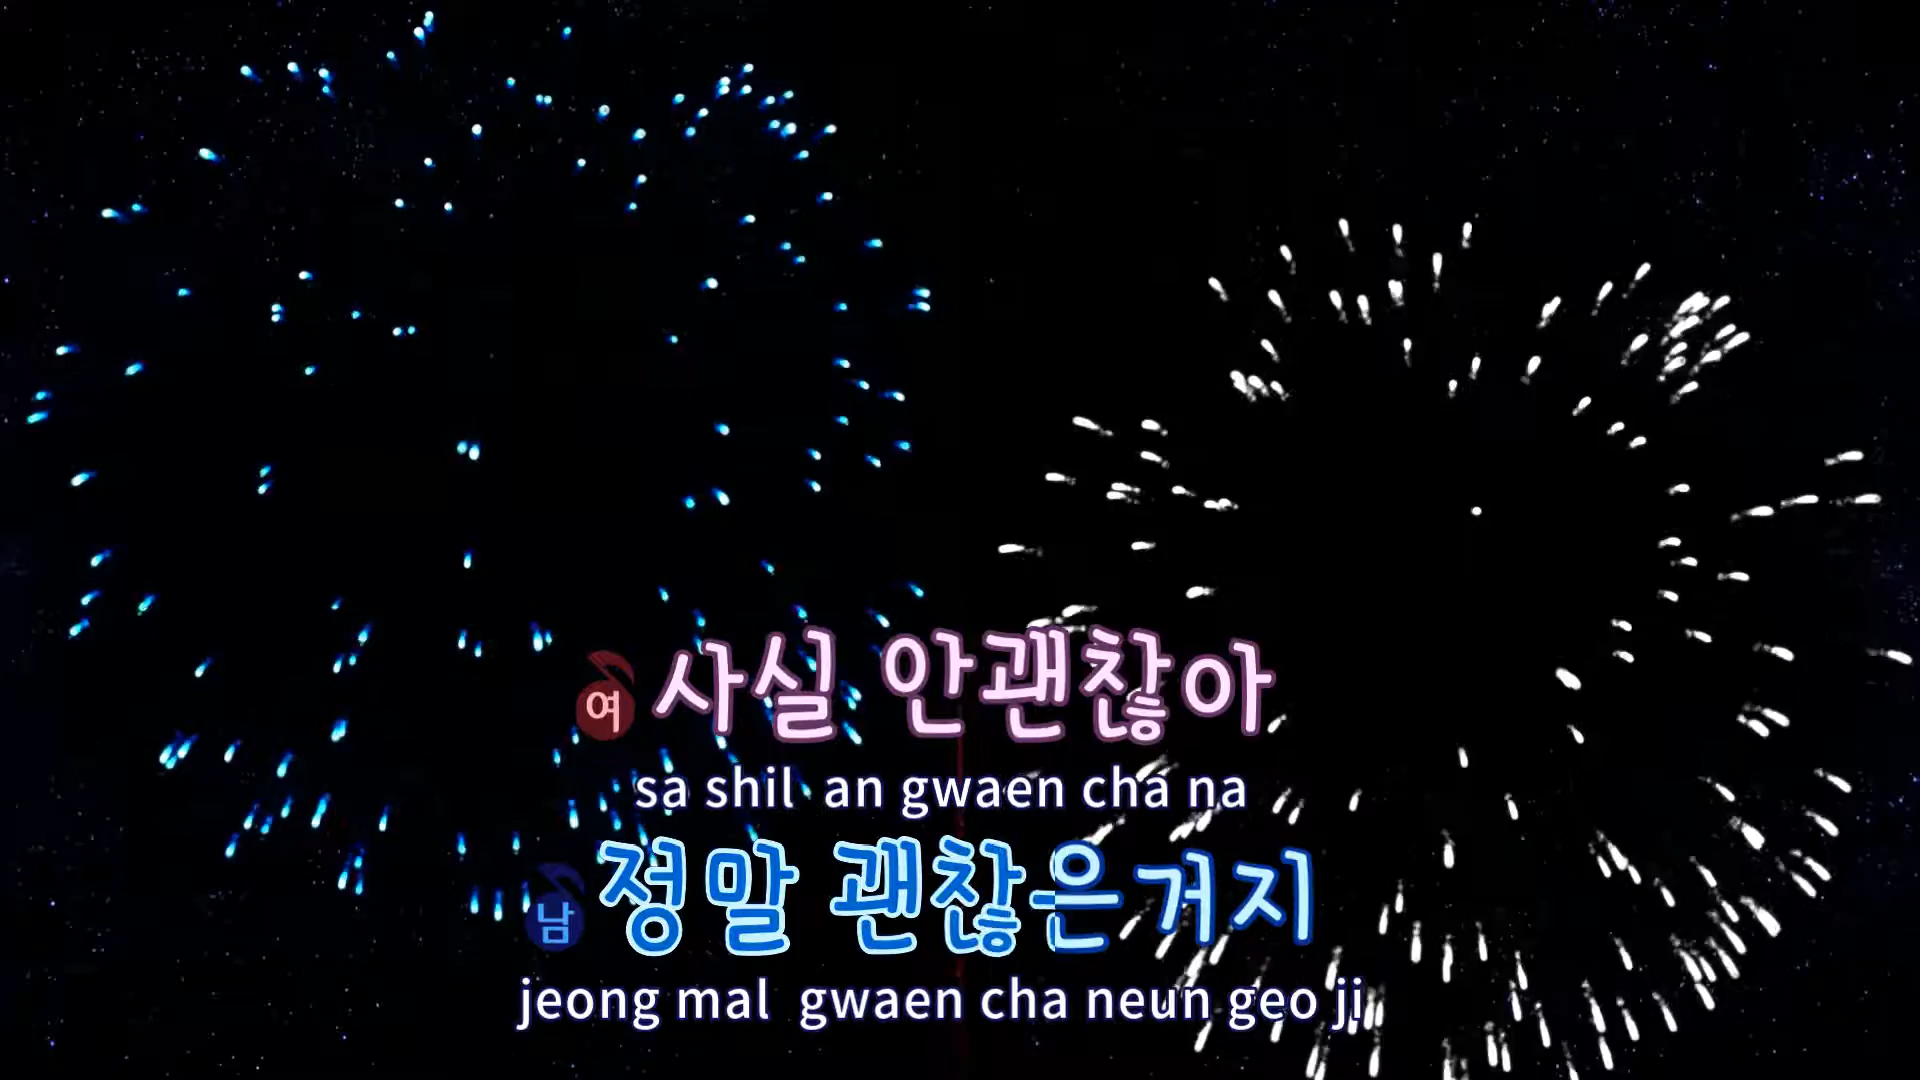 여 사실 안괜찮아
sa shil an gwaen cha na
남 정말 괜찮은거지
jeong mal gwaen cha neun geo ji